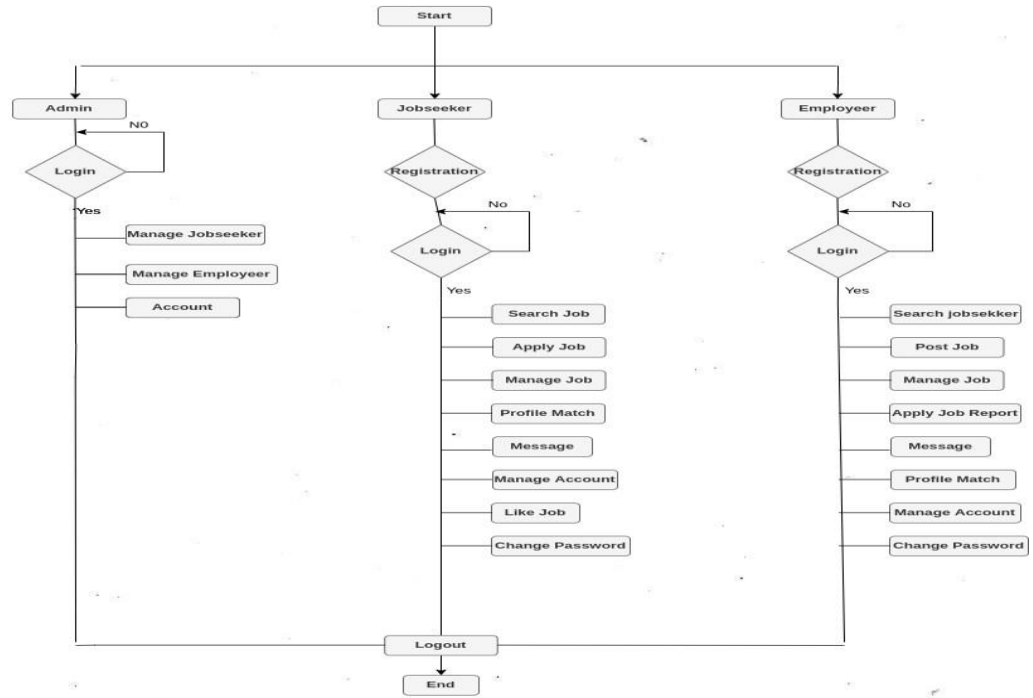 Start
Admin
N0
Login
Yes
Manage Jobseeker
Manage Employeer
Account
Jobseeker
Registration
No
Login
Yes
Search Job
Apply Job
Manage Job
Profile Match
Message
Manage Account
Like Job
Change Password
Employeer
Registration
No
Login
Yes
Search jobsekker
Post Job
Manage Job
Apply Job Report
Message
Profile Match
Manage Account
Change Password
Logout
End